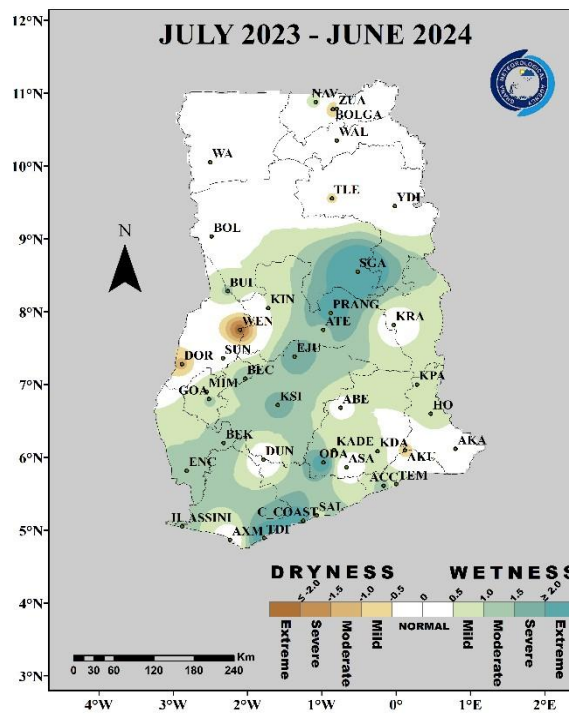 JULY 2023 - JUNE 2024
12°N
11°N
10°N
9°N
8°N
7°N
6°N
5°N
4°N
3°N
4°W
3°W
2°W
1°W
0°
1°E
N
NAV
ZUA
BOLGA
WAL
WA
TLE
YDI
BOL
SGA
BUI
KIN
PRANG
WEN
ATE
KRA
SUN
EJU
DOR
BEC
MIM
GOA
KPA
KSI
ABE
HO
BEK
KADE
KDA
AKA
DUN
ODA
ASA
AKU
ENC
ACC
TEM
C_COAST
SAL
AXM
TDI
DRYNESS
WETNESS
≤ -2.0
-1.5
-1.0
-0.5
0.5
1.0
1.5
≥ 2.0
NORMAL
Extreme
Severe
Moderate
Mild
Mild
Moderate
Severe
Extreme
0 30 60 120 180 240
Km